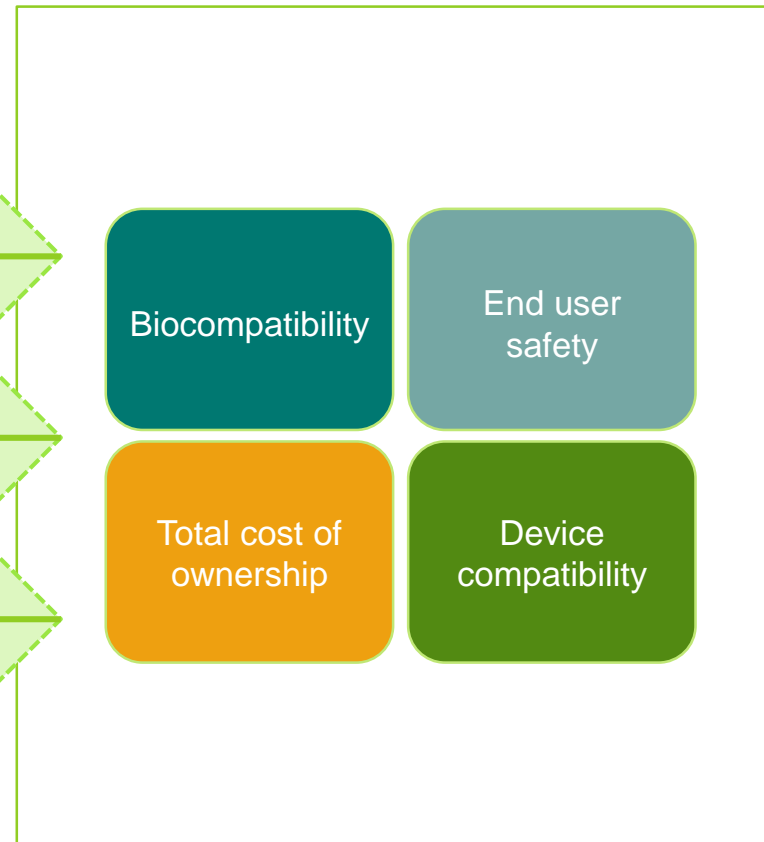 Biocompatibility
End user
safety
Total cost of
ownership
Device
compatibility